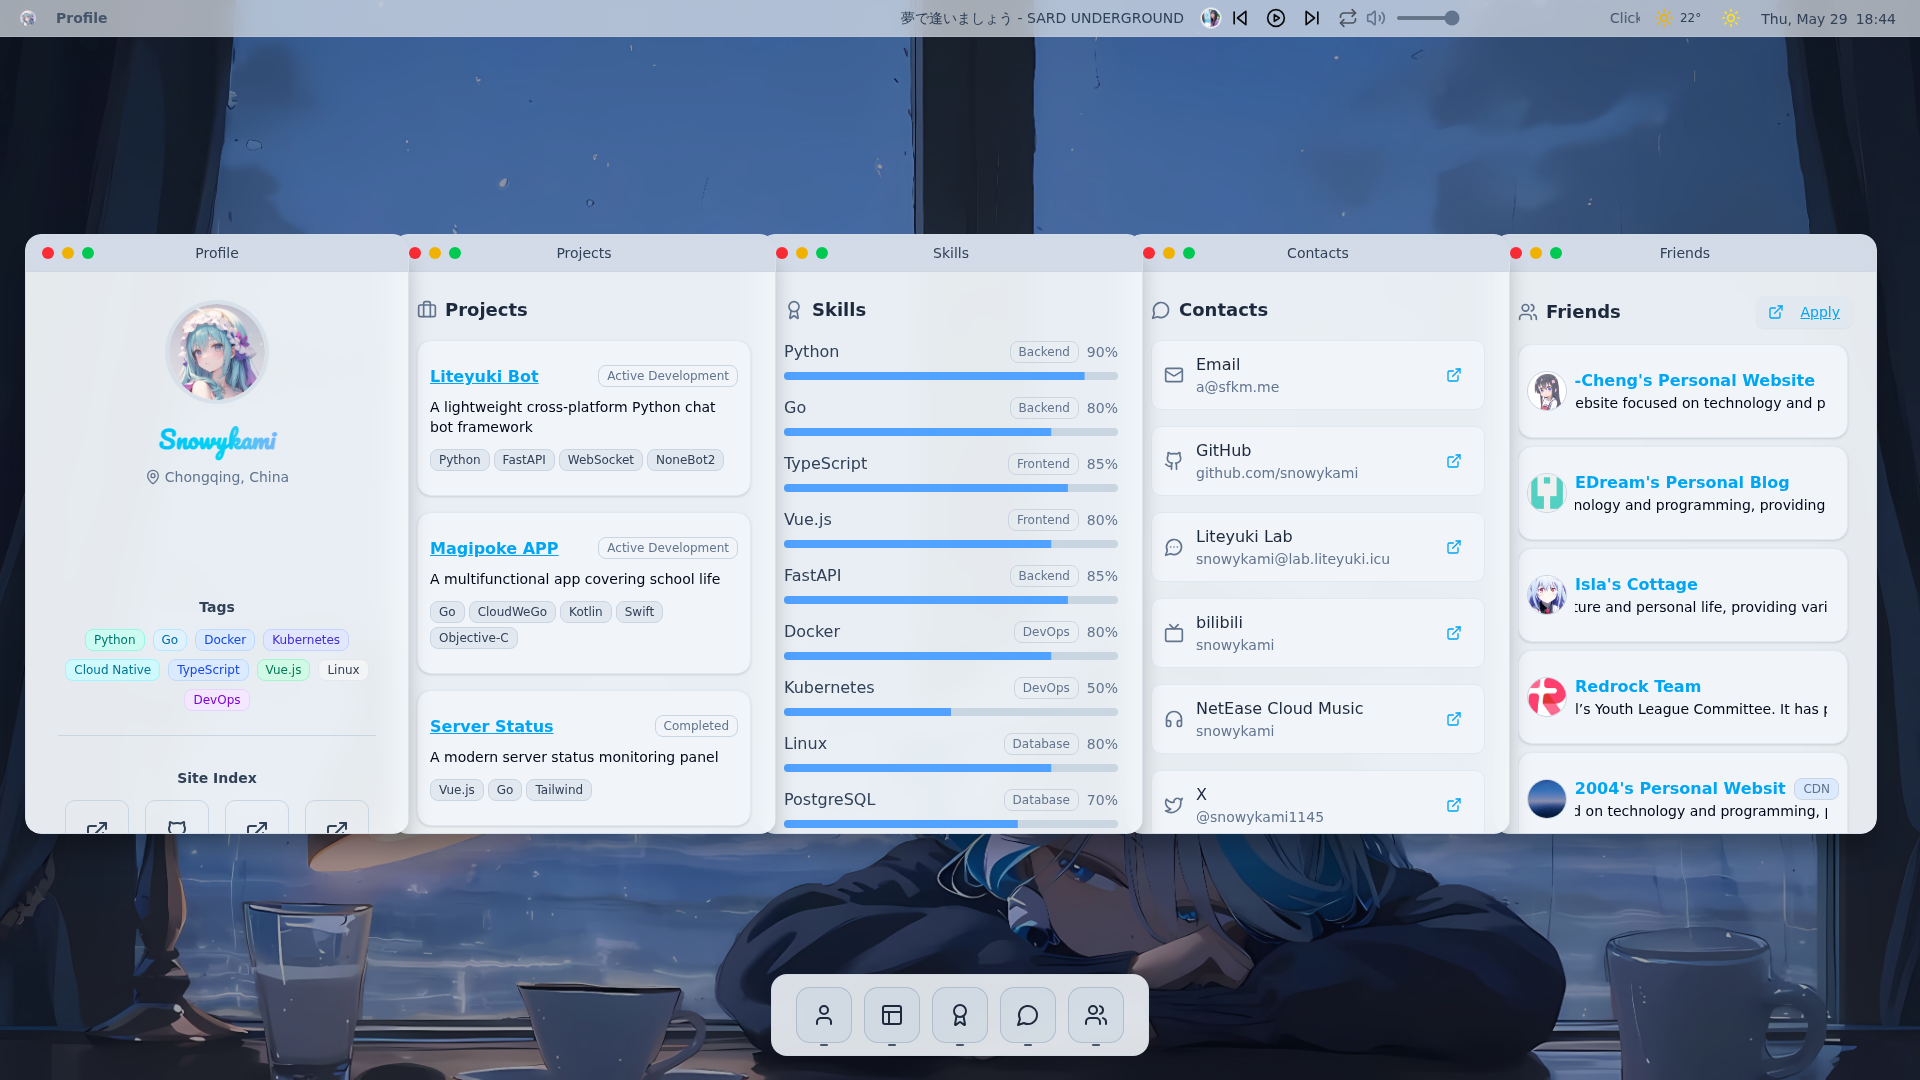 Profile
夢で逢いましょう - SARD UNDERGROUND
Click
22°
Thu, May 29 18:44
Profile
Snowykami
Chongqing, China
Tags
Python
Go
Docker
Kubernetes
Cloud Native
TypeScript
Vue.js
Linux
DevOps
Site Index
Projects
Projects
Liteyuki Bot
Active Development
A lightweight cross-platform Python chat
bot framework
Python
FastAPI
WebSocket
NoneBot2
Magipoke APP
Active Development
A multifunctional app covering school life
Go
CloudWeGo
Kotlin
Swift
Objective-C
Server Status
Completed
A modern server status monitoring panel
Vue.js
Go
Tailwind
Skills
Skills
Python Backend 90%
Go Backend 80%
TypeScript Frontend 85%
Vue.js Frontend 80%
FastAPI Backend 85%
Docker DevOps 80%
Kubernetes DevOps 50%
Linux Database 80%
PostgreSQL Database 70%
Contacts
Contacts
Email
a@sfkm.me
GitHub
github.com/snowykami
Liteyuki Lab
snowykami@lab.liteyuki.icu
bilibili
snowykami
NetEase Cloud Music
snowykami
X
@snowykami1145
Friends
Friends
Apply
-Cheng's Personal Website
ebsite focused on technology and p
EDream's Personal Blog
nology and programming, providing
Isla's Cottage
ture and personal life, providing vari
Redrock Team
l’s Youth League Committee. It has
2004's Personal Websit
CDN
d on technology and programming,